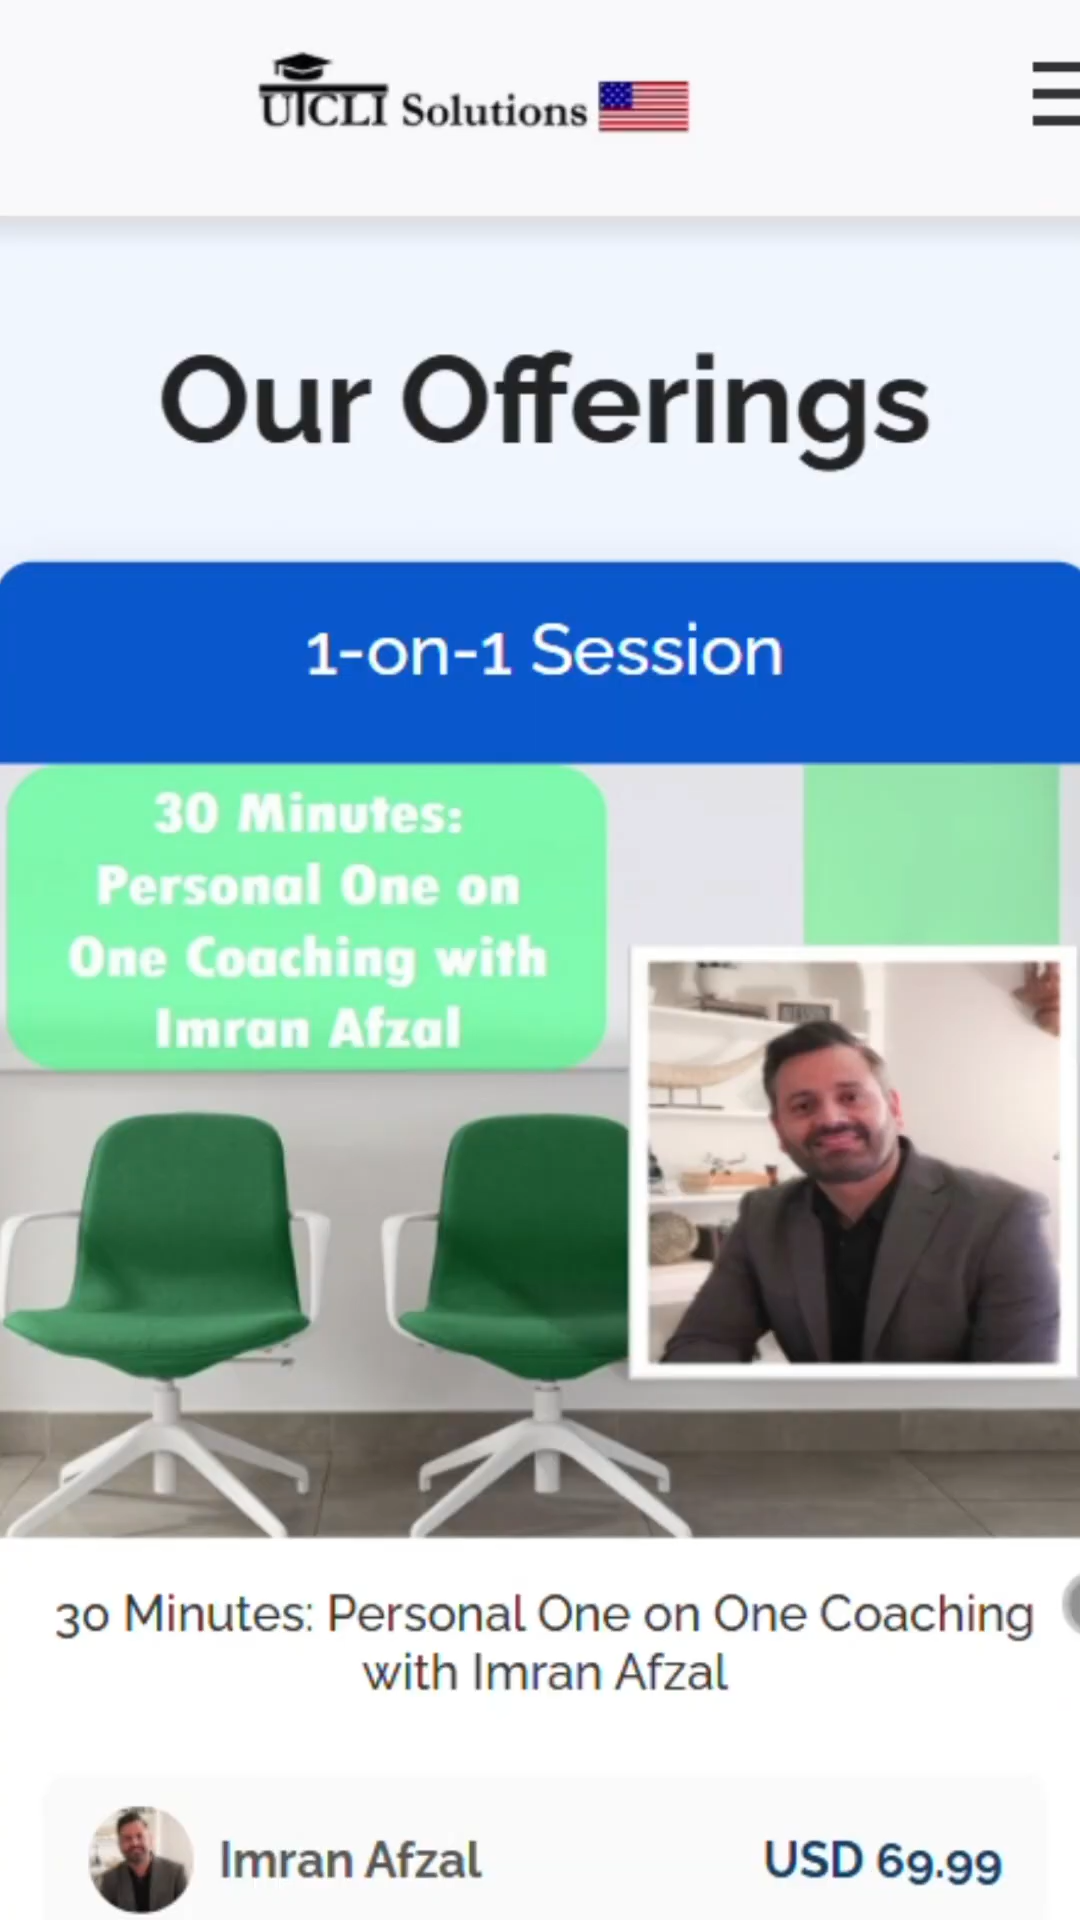 UTCLI Solutions
Our Offerings
1-on-1 Session
30 Minutes:
Personal One on
One Coaching with
Imran Afzal
30 Minutes: Personal One on One Coaching
with Imran Afzal
Imran Afzal
USD 69.99